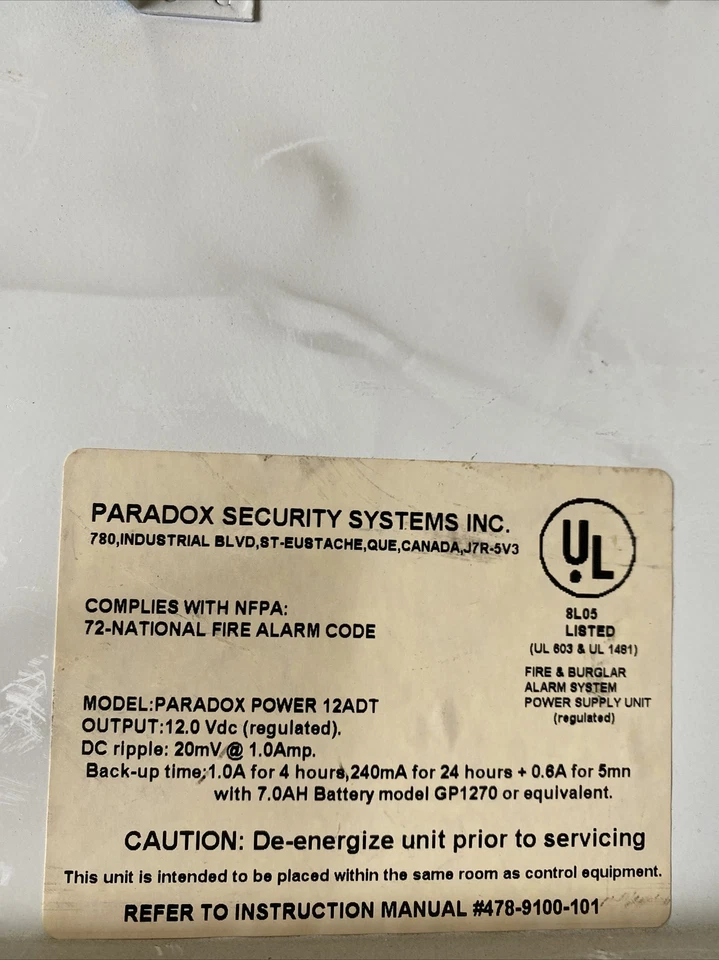 PARADOX SECURITY SYSTEMS INC.
780,INDUSTRIAL BLVD,ST-EUSTACHE,QUE,CANADA,J7R-5V3
UL
8L05
LISTED
(UL 603 & UL 1481)
FIRE & BURGLAR
ALARM SYSTEM
POWER SUPPLY UNIT
(regulated)
COMPLIES WITH NFPA:
72-NATIONAL FIRE ALARM CODE
MODEL:PARADOX POWER 12ADT
OUTPUT:12.0 Vdc (regulated).
DC ripple: 20mV @ 1.0Amp.
Back-up time;1.0A for 4 hours,240mA for 24 hours + 0.6A for 5mn
with 7.0AH Battery model GP1270 or equivalent.
CAUTION: De-energize unit prior to servicing
This unit is intended to be placed within the same room as control equipment.
REFER TO INSTRUCTION MANUAL #478-9100-101